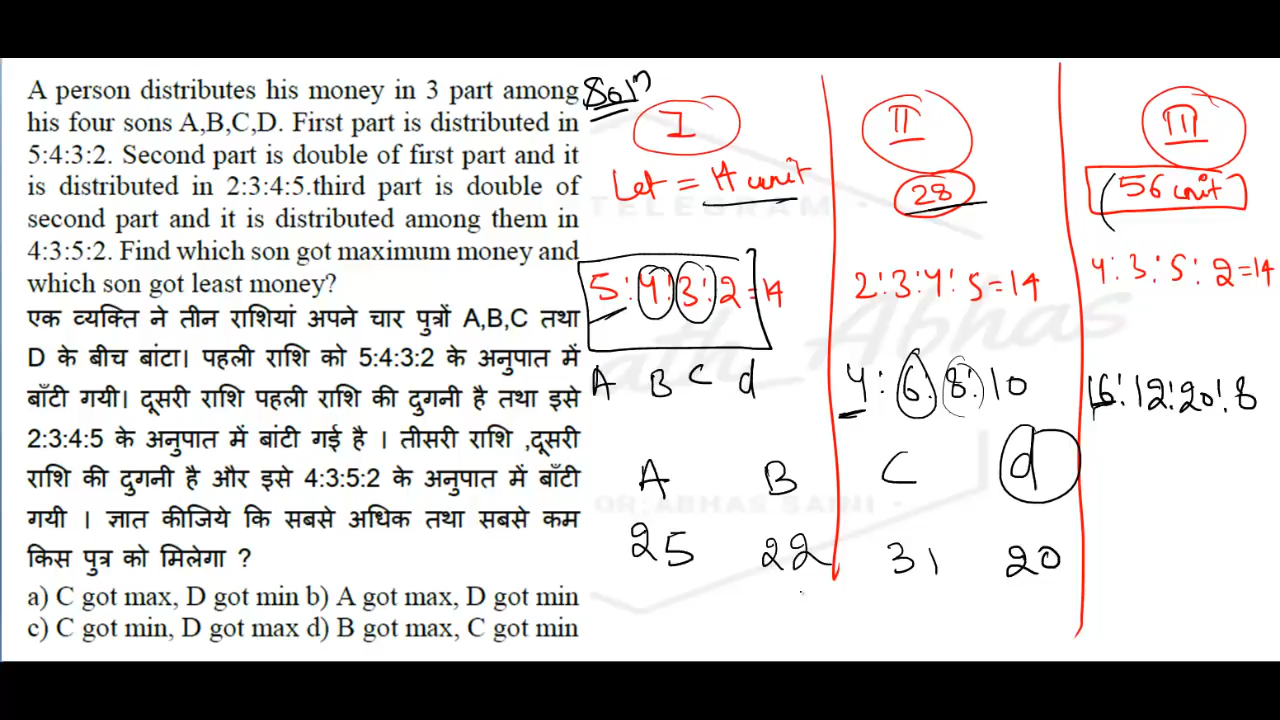 A person distributes his money in 3 part among
his four sons A,B,C,D. First part is distributed in
5:4:3:2. Second part is double of first part and it
is distributed in 2:3:4:5.third part is double of
second part and it is distributed among them in
4:3:5:2. Find which son got maximum money and
which son got least money?
एक व्यक्ति ने तीन राशियां अपने चार पुत्रों A,B,C तथा
D के बीच बांटा। पहली राशि को 5:4:3:2 के अनुपात में
बाँटी गयी। दूसरी राशि पहली राशि की दुगनी है तथा इसे
2:3:4:5 के अनुपात में बांटी गई है । तीसरी राशि ,दूसरी
राशि की दुगनी है और इसे 4:3:5:2 के अनुपात में बाँटी
गयी । ज्ञात कीजिये कि सबसे अधिक तथा सबसे कम
किस पुत्र को मिलेगा ?
a) C got max, D got min b) A got max, D got min
c) C got min, D got max d) B got max, C got min
Sol<sup>n</sup>
I
Let = 14 unit
5:4:3:2=14
A B C d
II
28
2:3:4:5=14
4:6:8:10
III
(56 unit
4:3:5:2=14
16:12:20:8
A B C d
25 22 31 20
TELEGRAM -
Math_Abhas
OR: ABHAS SAINI -